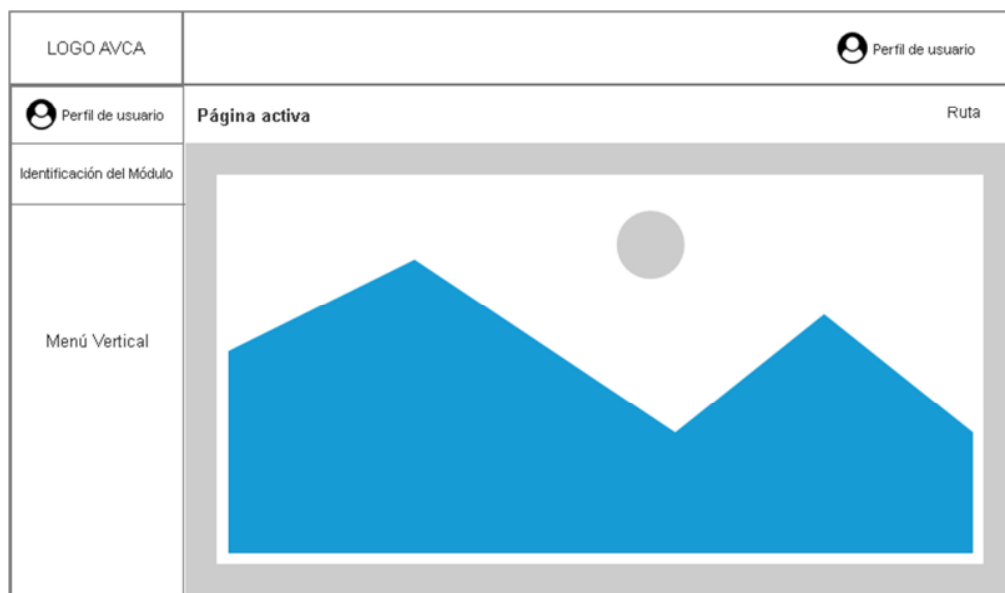 LOGO AVCA
Perfil de usuario
Perfil de usuario
Página activa
Ruta
Identificación del Módulo
Menú Vertical